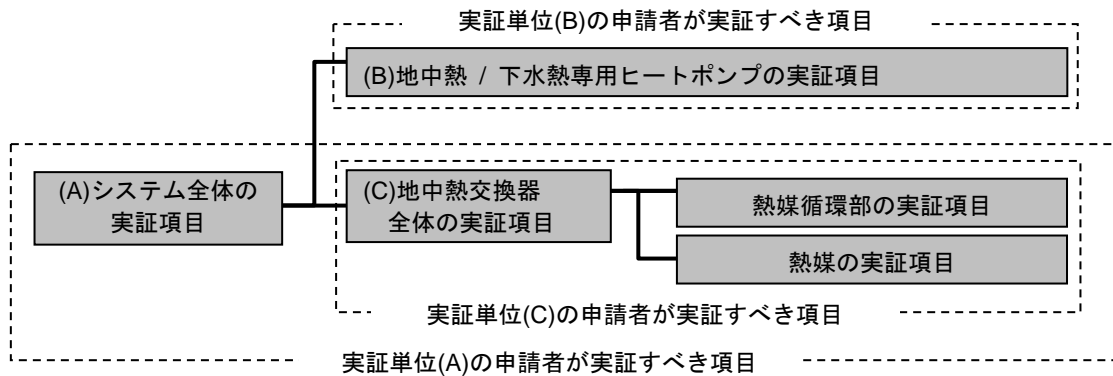 実証単位(B)の申請者が実証すべき項目
(B)地中熱 / 下水熱専用ヒートポンプの実証項目
(A)システム全体の
実証項目
(C)地中熱交換器
全体の実証項目
熱媒循環部の実証項目
熱媒の実証項目
実証単位(C)の申請者が実証すべき項目
実証単位(A)の申請者が実証すべき項目